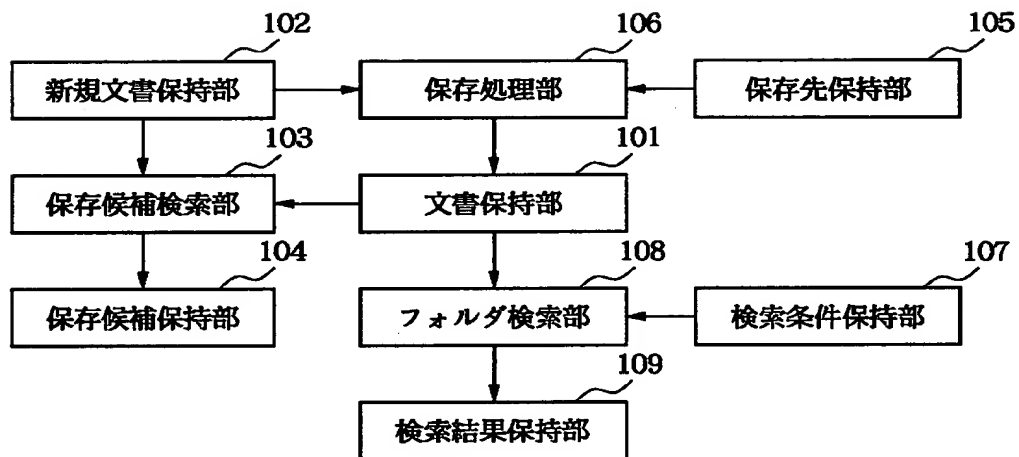 102
106
105
新規文書保持部
保存処理部
保存先保持部
103
101
保存候補検索部
文書保持部
104
108
107
保存候補保持部
フォルダ検索部
検索条件保持部
109
検索結果保持部